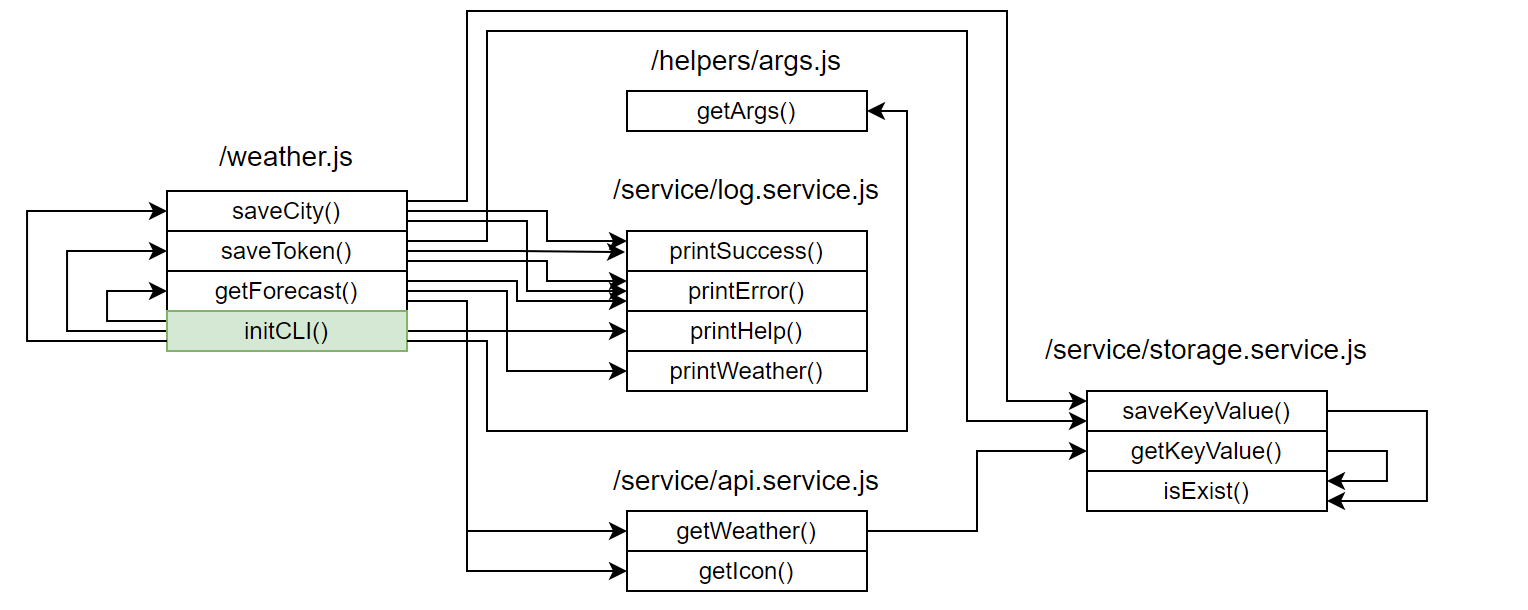 /helpers/args.js
getArgs()
/weather.js
saveCity()
saveToken()
getForecast()
initCLI()
/service/log.service.js
printSuccess()
printError()
printHelp()
printWeather()
/service/storage.service.js
saveKeyValue()
getKeyValue()
isExist()
/service/api.service.js
getWeather()
getIcon()